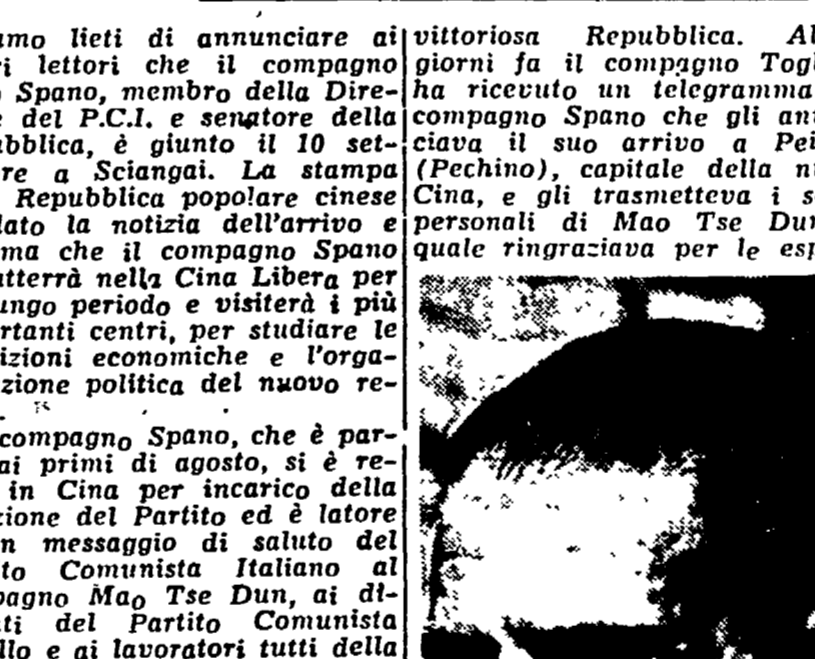 amo lieti di annunciare ai
ri lettori che il compagno
o Spano, membro della Dire-
e del P.C.I. e senatore della
ubblica, è giunto il 10 set-
re a Sciangai. La stampa
Repubblica popolare cinese
dato la notizia dell'arrivo e
ma che il compagno Spano
atterrà nella Cina Libera per
ungo periodo e visiterà i più
rtanti centri, per studiare le
izioni economiche e l'orga-
zione politica del nuovo re-
compagno Spano, che è par-
ai primi di agosto, si è re-
in Cina per incarico della
zione del Partito ed è latore
n messaggio di saluto del
to Comunista Italiano al
pagno Mao Tse Dun, ai di-
ti del Partito Comunista
llo e ai lavoratori tutti della
vittoriosa Repubblica. Al
giorni fa il compagno Togl
ha ricevuto un telegramma
compagno Spano che gli ann
ciava il suo arrivo a Pei
(Pechino), capitale della nu
Cina, e gli trasmetteva i s
personali di Mao Tse Dun
quale ringraziava per le esp